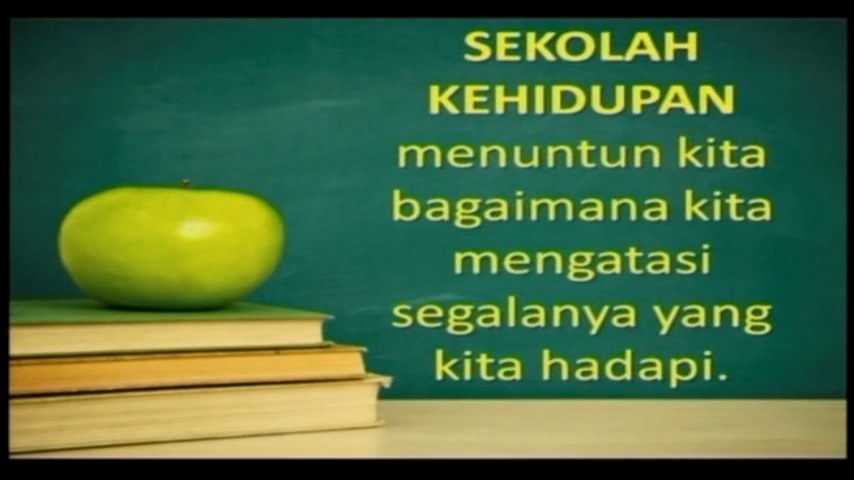 SEKOLAH
KEHIDUPAN
menuntun kita
bagaimana kita
mengatasi
segalanya yang
kita hadapi.